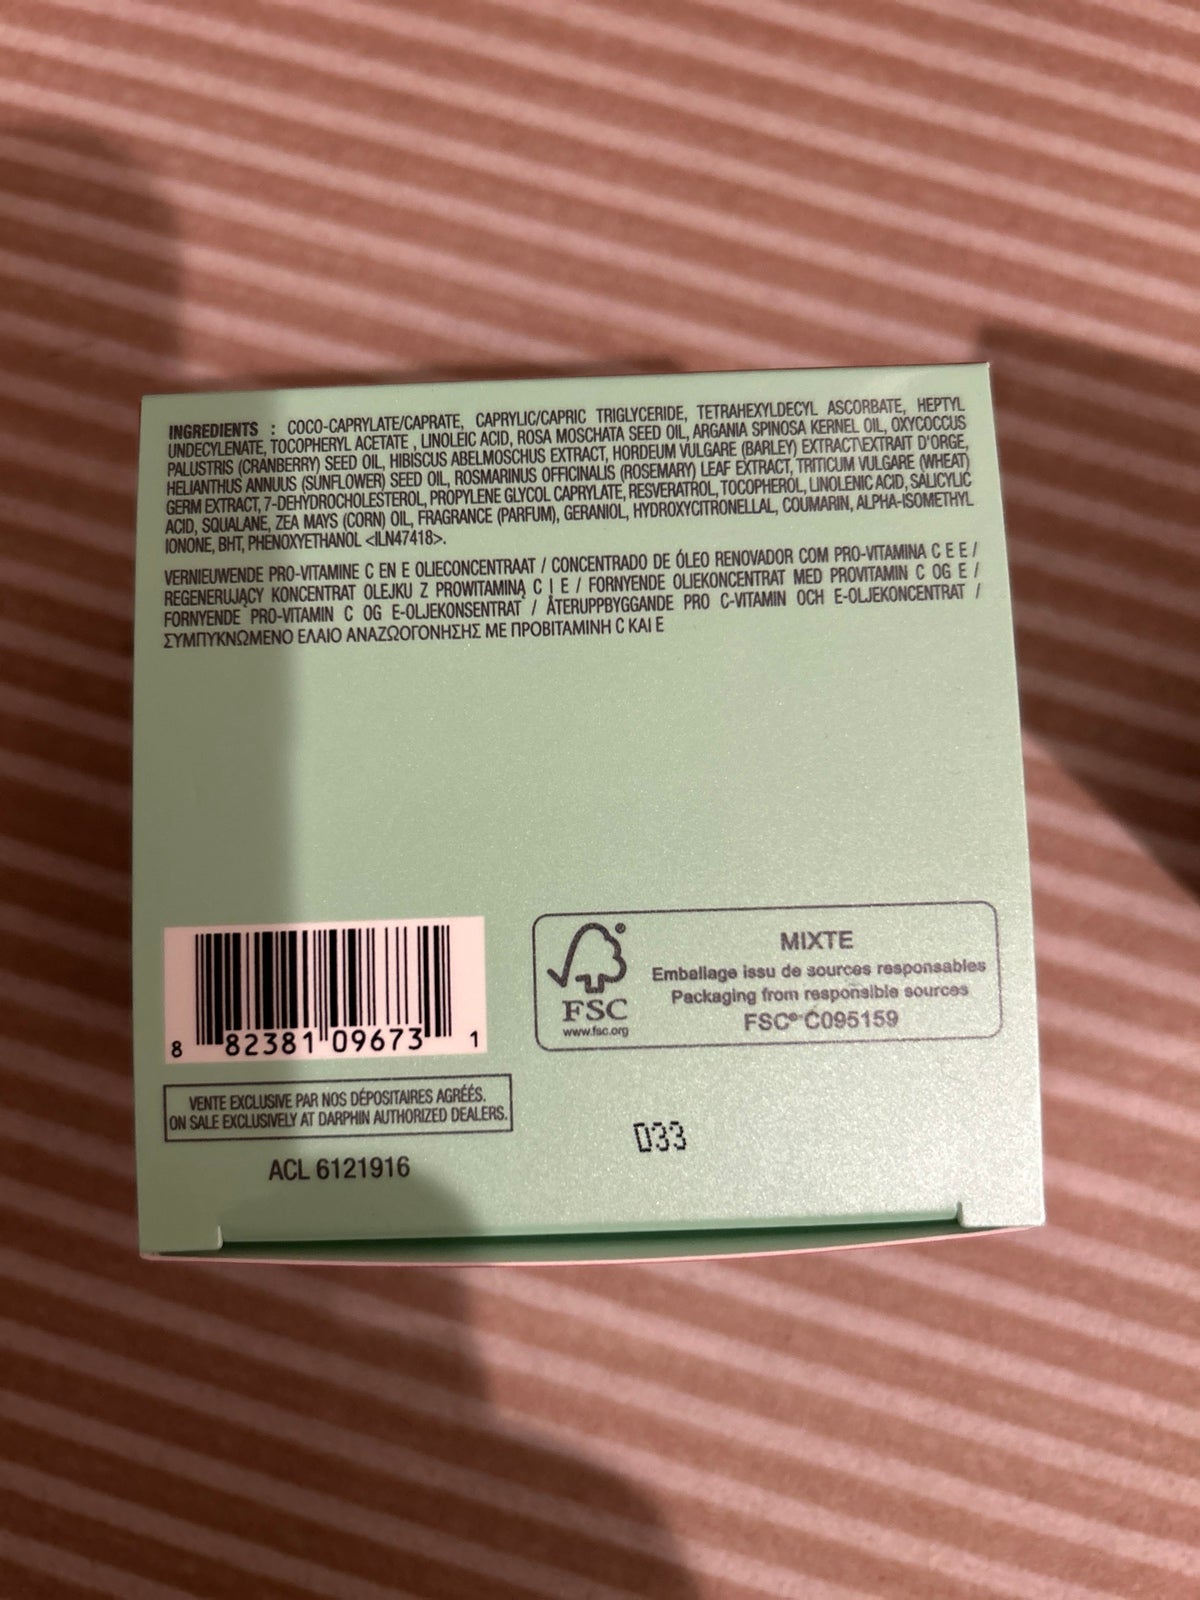 INGREDIENTS : COCO-CAPRYLATE/CAPRATE, CAPRYLIC/CAPRIC TRIGLYCERIDE, TETRAHEXYLDECYL ASCORBATE, HEPTYL
UNDECYLENATE, TOCOPHERYL ACETATE , LINOLEIC ACID, ROSA MOSCHATA SEED OIL, ARGANIA SPINOSA KERNEL OIL, OXYCOCCUS
PALUSTRIS (CRANBERRY) SEED OIL, HIBISCUS ABELMOSCHUS EXTRACT, HORDEUM VULGARE (BARLEY) EXTRACT\EXTRAIT D'ORGE,
HELIANTHUS ANNUUS (SUNFLOWER) SEED OIL, ROSMARINUS OFFICINALIS (ROSEMARY) LEAF EXTRACT, TRITICUM VULGARE (WHEAT)
GERM EXTRACT, 7-DEHYDROCHOLESTEROL, PROPYLENE GLYCOL CAPRYLATE, RESVERATROL, TOCOPHEROL, LINOLENIC ACID, SALICYLIC
ACID, SQUALANE, ZEA MAYS (CORN) OIL, FRAGRANCE (PARFUM), GERANIOL, HYDROXYCITRONELLAL, COUMARIN, ALPHA-ISOMETHYL
IONONE, BHT, PHENOXYETHANOL <ILN47418>.
VERNIEUWENDE PRO-VITAMINE C EN E OLIECONCENTRAAT / CONCENTRADO DE ÓLEO RENOVADOR COM PRO-VITAMINA C E E /
REGENERUJĄCY KONCENTRAT OLEJKU Z PROWITAMINĄ C I E / FORNYENDE OLIEKONCENTRAT MED PROVITAMIN C OG E /
FORNYENDE PRO-VITAMIN C OG E-OLJEKONSENTRAT / ÅTERUPPBYGGANDE PRO C-VITAMIN OCH E-OLJEKONCENTRAT /
ΣΥΜΠΥΚΝΩΜΕΝΟ ΕΛΑΙΟ ΑΝΑΖΩΟΓΟΝΗΣΗΣ ΜΕ ΠΡΟΒΙΤΑΜΙΝΗ C ΚΑΙ Ε
8 82381 09673 1
FSC
www.fsc.org
MIXTE
Emballage issu de sources responsables
Packaging from responsible sources
FSC® C095159
VENTE EXCLUSIVE PAR NOS DÉPOSITAIRES AGRÉÉS.
ON SALE EXCLUSIVELY AT DARPHIN AUTHORIZED DEALERS.
ACL 6121916
D33